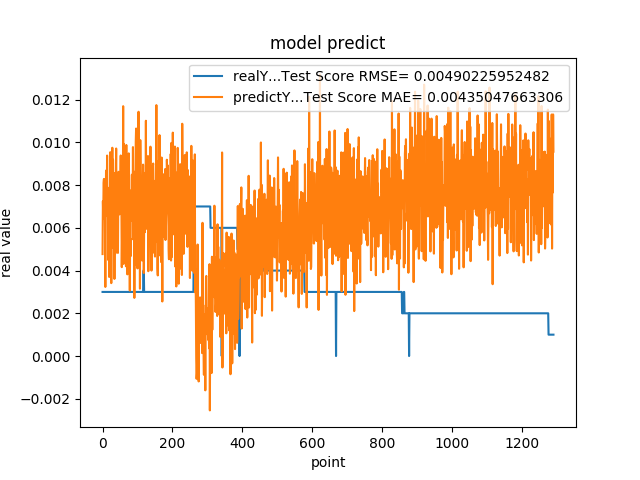 model predict
realY...Test Score RMSE= 0.00490225952482
predictY...Test Score MAE= 0.00435047663306
0.012
0.010
0.008
0.006
0.004
0.002
0.000
−0.002
real value
0 200 400 600 800 1000 1200
point